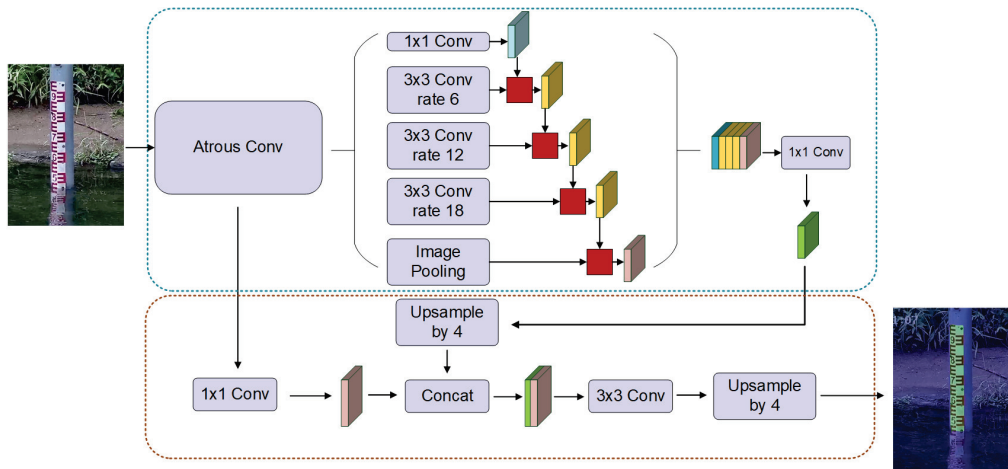 Atrous Conv
1x1 Conv
3x3 Conv
rate 6
3x3 Conv
rate 12
3x3 Conv
rate 18
Image
Pooling
1x1 Conv
Upsample
by 4
1x1 Conv
Concat
3x3 Conv
Upsample
by 4